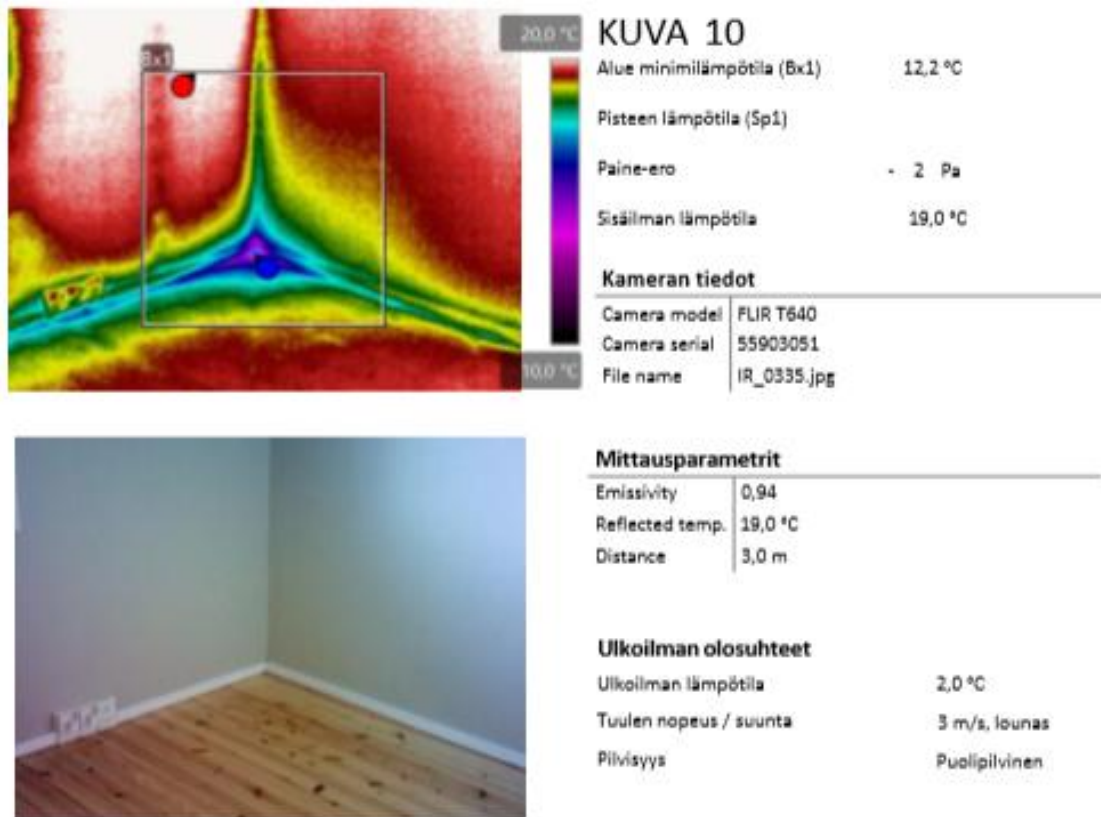 Bx1
20,0 °C
10,0 °C
KUVA 10
Alue minimilämpötila (Bx1) 12,2 °C
Pisteen lämpötila (Sp1)
Paine-ero - 2 Pa
Sisäilman lämpötila 19,0 °C
Kameran tiedot
Camera model FLIR T640
Camera serial 55903051
File name IR_0335.jpg
Mittausparametrit
Emissivity 0,94
Reflected temp. 19,0 °C
Distance 3,0 m
Ulkoilman olosuhteet
Ulkoilman lämpötila 2,0 °C
Tuulen nopeus / suunta 3 m/s, lounas
Pilvisyys Puolipilvinen